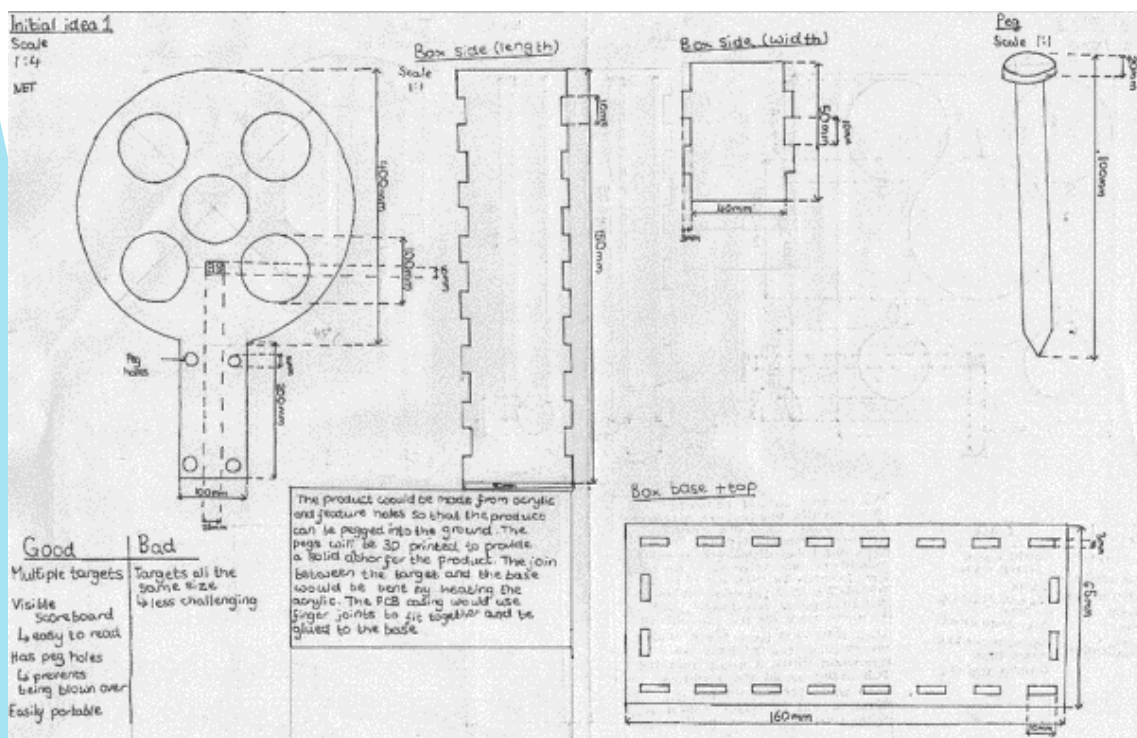 Initial idea 1
Scale
1:4
NET
400mm
100mm
45°
Peg
holes
200mm
100mm
Box side (length)
Scale
1:1
10mm
150mm
Box side (width)
50mm
10mm
40mm
Peg
Scale 1:1
100mm
Good
Multiple targets
Visible
Scoreboard
↳ easy to read
Has peg holes
↳ prevents
being blown over
Easily portable
Bad
Targets all the
same size
↳ less challenging
The product would be made from acrylic
and feature holes so that the product
can be pegged into the ground. The
pegs will be 3D printed to provide
a solid for the product. The join
between the target and the base
would be bent by heating the
acrylic. The PCB casing would use
finger joints to fit together and be
glued to the base
Box base + top
65mm
160mm
10mm